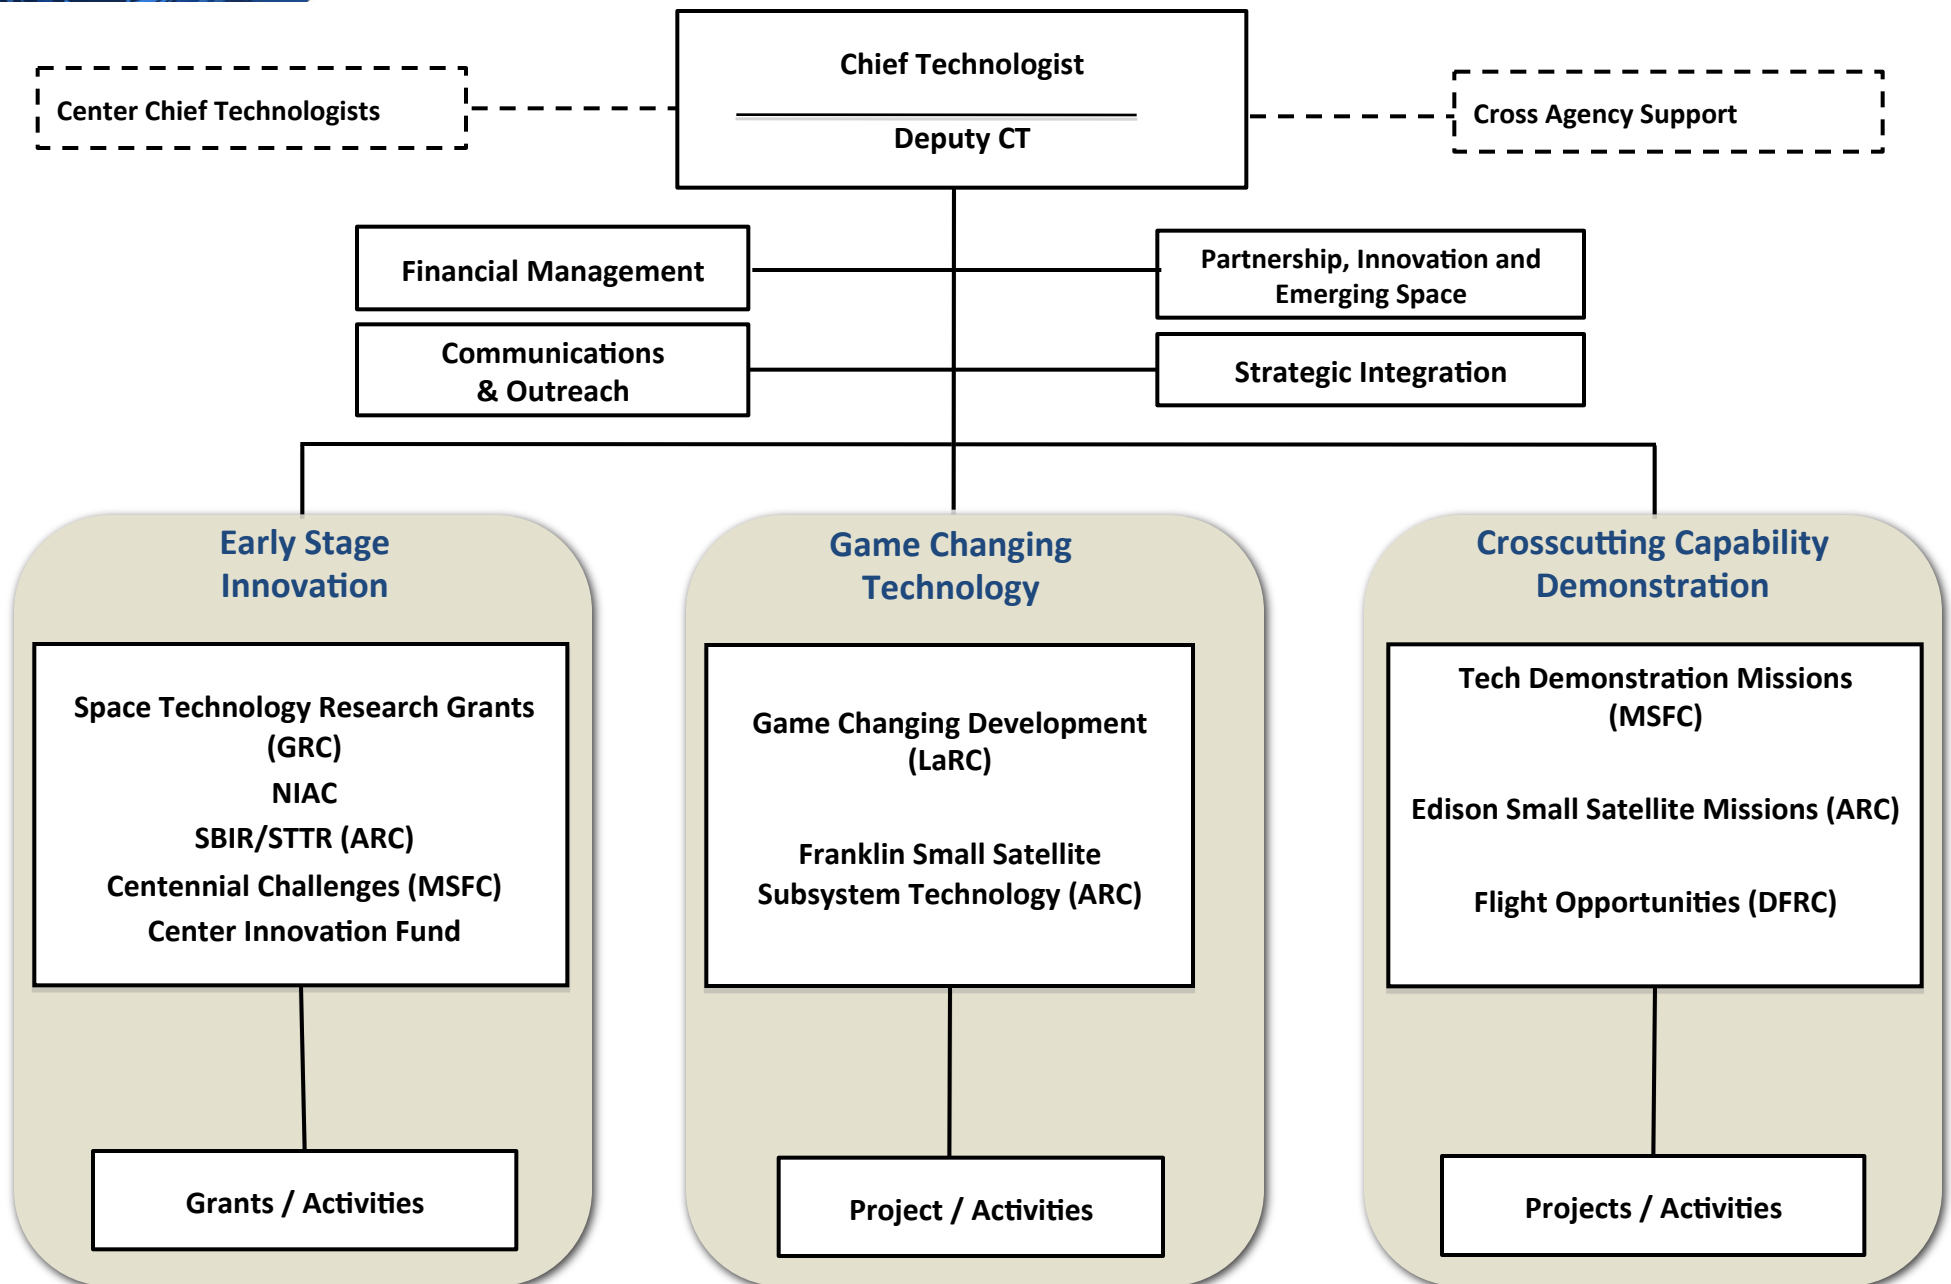 Chief Technologist
Center Chief Technologists
Cross Agency Support
Deputy CT
Financial Management
Partnership, Innovation and
Emerging Space
Communications
& Outreach
Strategic Integration
Early Stage
Innovation
Space Technology Research Grants
(GRC)
NIAC
SBIR/STTR (ARC)
Centennial Challenges (MSFC)
Center Innovation Fund
Grants / Activities
Game Changing
Technology
Game Changing Development
(LaRC)
Franklin Small Satellite
Subsystem Technology (ARC)
Project / Activities
Crosscutting Capability
Demonstration
Tech Demonstration Missions
(MSFC)
Edison Small Satellite Missions (ARC)
Flight Opportunities (DFRC)
Projects / Activities